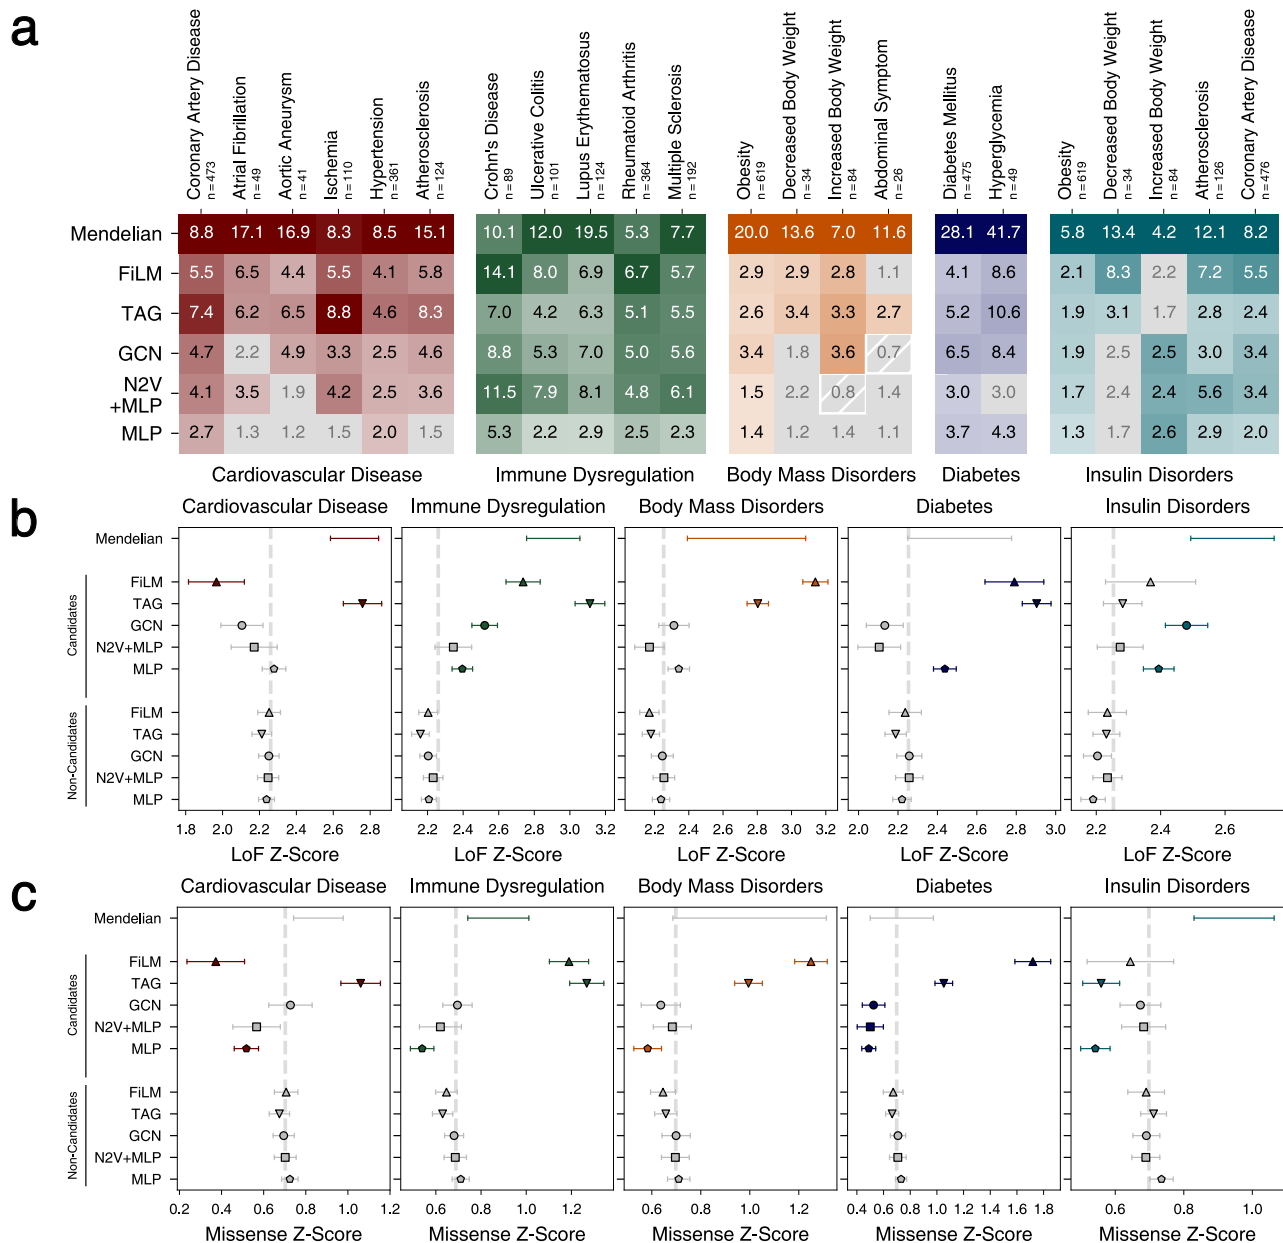 a
Coronary Artery Disease n=473
Atrial Fibrillation n=49
Aortic Aneurysm n=41
Ischemia n=110
Hypertension n=361
Atherosclerosis n=124
Crohn's Disease n=89
Ulcerative Colitis n=101
Lupus Erythematosus n=124
Rheumatoid Arthritis n=364
Multiple Sclerosis n=192
Obesity n=619
Decreased Body Weight n=34
Increased Body Weight n=84
Abdominal Symptom n=26
Diabetes Mellitus n=475
Hyperglycemia n=49
Obesity n=619
Decreased Body Weight n=34
Increased Body Weight n=84
Atherosclerosis n=126
Coronary Artery Disease n=476
Mendelian 8.8 17.1 16.9 8.3 8.5 15.1 10.1 12.0 19.5 5.3 7.7 20.0 13.6 7.0 11.6 28.1 41.7 5.8 13.4 4.2 12.1 8.2
FiLM 5.5 6.5 4.4 5.5 4.1 5.8 14.1 8.0 6.9 6.7 5.7 2.9 2.9 2.8 1.1 4.1 8.6 2.1 8.3 2.2 7.2 5.5
TAG 7.4 6.2 6.5 8.8 4.6 8.3 7.0 4.2 6.3 5.1 5.5 2.6 3.4 3.3 2.7 5.2 10.6 1.9 3.1 1.7 2.8 2.4
GCN 4.7 2.2 4.9 3.3 2.5 4.6 8.8 5.3 7.0 5.0 5.6 3.4 1.8 3.6 0.7 6.5 8.4 1.9 2.5 2.5 3.0 3.4
N2V
+MLP 4.1 3.5 1.9 4.2 2.5 3.6 11.5 7.9 8.1 4.8 6.1 1.5 2.2 0.8 1.4 3.0 3.0 1.7 2.4 2.4 5.6 3.4
MLP 2.7 1.3 1.2 1.5 2.0 1.5 5.3 2.2 2.9 2.5 2.3 1.4 1.2 1.4 1.1 3.7 4.3 1.3 1.7 2.6 2.9 2.0
Cardiovascular Disease Immune Dysregulation Body Mass Disorders Diabetes Insulin Disorders
b
Cardiovascular Disease Immune Dysregulation Body Mass Disorders Diabetes Insulin Disorders
Mendelian
Candidates
FiLM
TAG
GCN
N2V+MLP
MLP
Non-Candidates
FiLM
TAG
GCN
N2V+MLP
MLP
1.8 2.0 2.2 2.4 2.6 2.8 2.2 2.4 2.6 2.8 3.0 3.2 2.2 2.4 2.6 2.8 3.0 3.2 2.0 2.2 2.4 2.6 2.8 3.0 2.2 2.4 2.6
LoF Z-Score LoF Z-Score LoF Z-Score LoF Z-Score LoF Z-Score
c
Cardiovascular Disease Immune Dysregulation Body Mass Disorders Diabetes Insulin Disorders
Mendelian
Candidates
FiLM
TAG
GCN
N2V+MLP
MLP
Non-Candidates
FiLM
TAG
GCN
N2V+MLP
MLP
0.2 0.4 0.6 0.8 1.0 1.2 0.6 0.8 1.0 1.2 0.6 0.8 1.0 1.2 0.4 0.6 0.8 1.0 1.2 1.4 1.6 1.8 0.6 0.8 1.0
Missense Z-Score Missense Z-Score Missense Z-Score Missense Z-Score Missense Z-Score